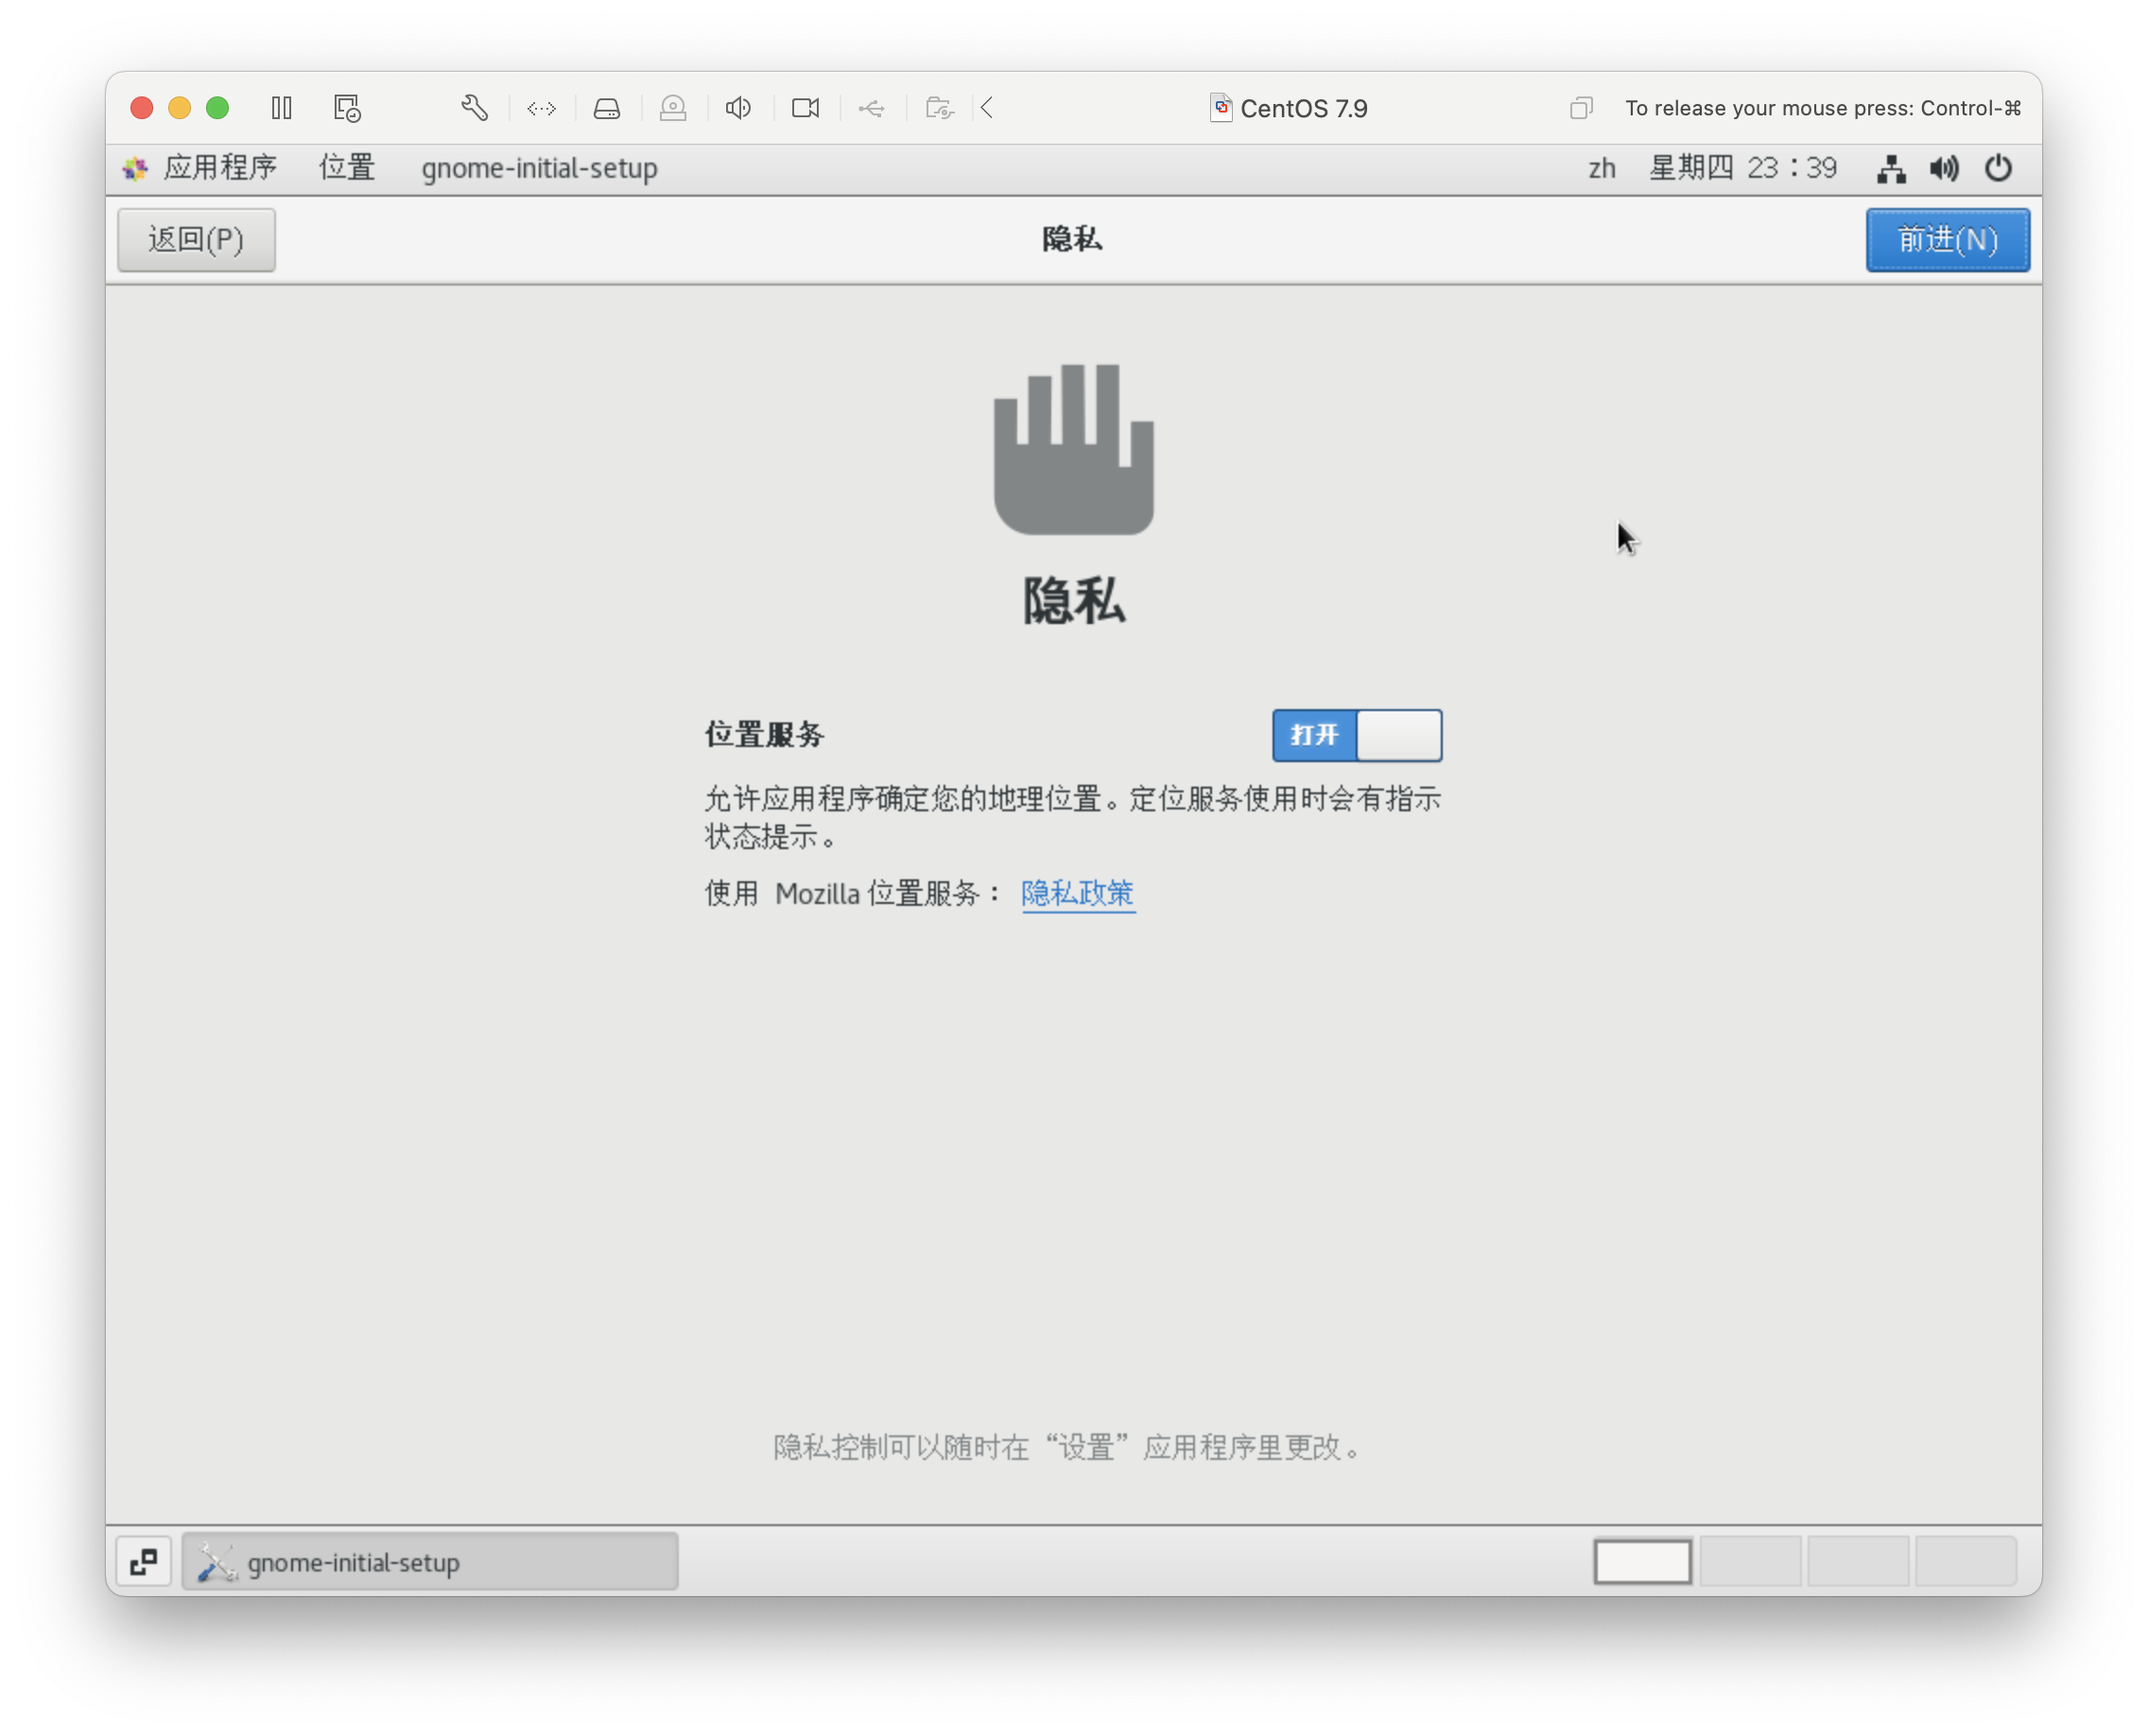 CentOS 7.9
To release your mouse press: Control-⌘
应用程序 位置 gnome-initial-setup zh 星期四 23：39
返回(P) 隐私 前进(N)
隐私
位置服务 打开
允许应用程序确定您的地理位置。定位服务使用时会有指示
状态提示。
使用 Mozilla 位置服务： 隐私政策
隐私控制可以随时在“设置”应用程序里更改。
gnome-initial-setup